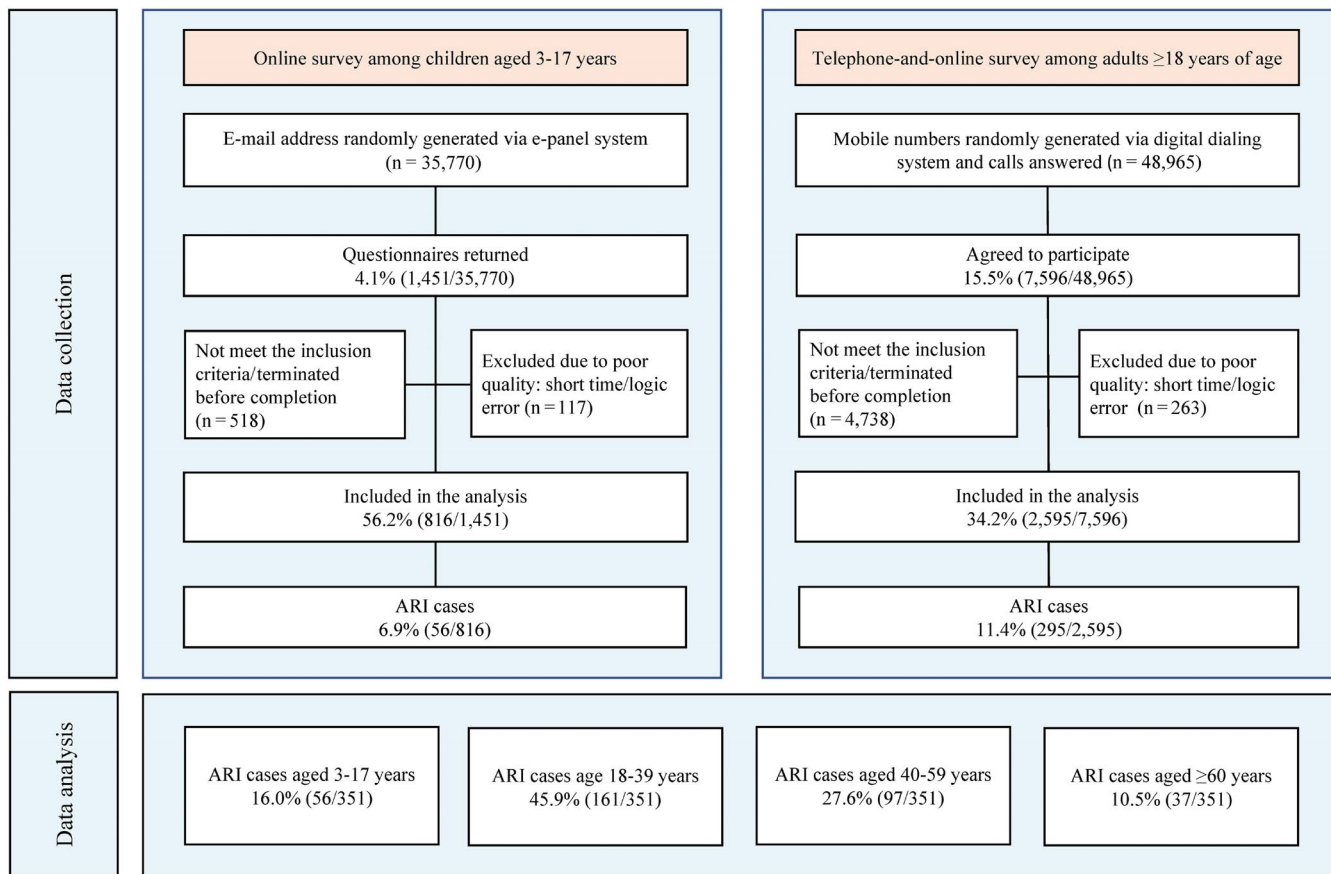 Data collection
Online survey among children aged 3-17 years
E-mail address randomly generated via e-panel system
(n = 35,770)
Questionnaires returned
4.1% (1,451/35,770)
Not meet the inclusion
criteria/terminated
before completion
(n = 518)
Excluded due to poor
quality: short time/logic
error (n = 117)
Included in the analysis
56.2% (816/1,451)
ARI cases
6.9% (56/816)
Telephone-and-online survey among adults ≥18 years of age
Mobile numbers randomly generated via digital dialing
system and calls answered (n = 48,965)
Agreed to participate
15.5% (7,596/48,965)
Not meet the inclusion
criteria/terminated
before completion
(n = 4,738)
Excluded due to poor
quality: short time/logic
error (n = 263)
Included in the analysis
34.2% (2,595/7,596)
ARI cases
11.4% (295/2,595)
Data analysis
ARI cases aged 3-17 years
16.0% (56/351)
ARI cases age 18-39 years
45.9% (161/351)
ARI cases aged 40-59 years
27.6% (97/351)
ARI cases aged ≥60 years
10.5% (37/351)